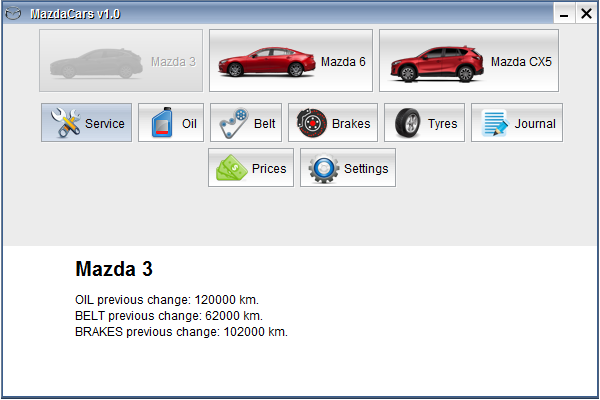 MazdaCars v1.0
Mazda 3 Mazda 6 Mazda CX5
Service Oil Belt Brakes Tyres Journal
Prices Settings
Mazda 3
OIL previous change: 120000 km.
BELT previous change: 62000 km.
BRAKES previous change: 102000 km.